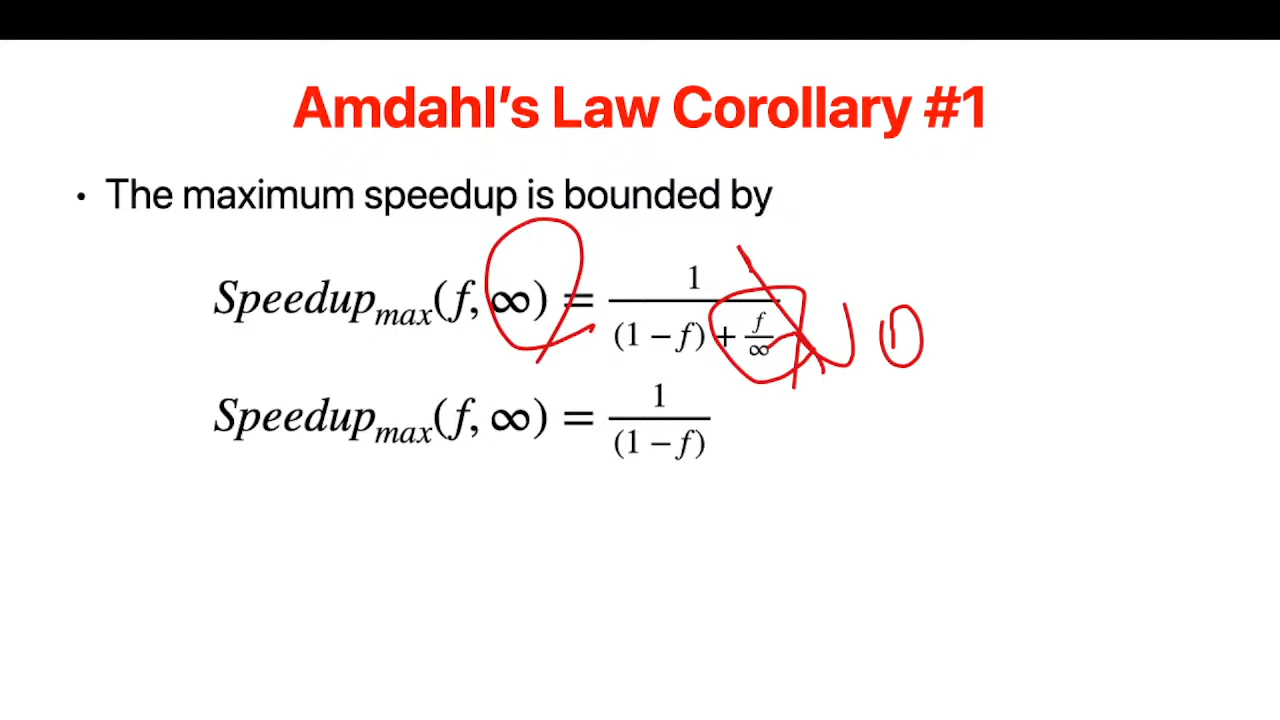 Amdahl's Law Corollary #1
• The maximum speedup is bounded by
Speedup_max(f, ∞) = 1 / ((1 − f) + f/∞)
Speedup_max(f, ∞) = 1 / (1 − f)